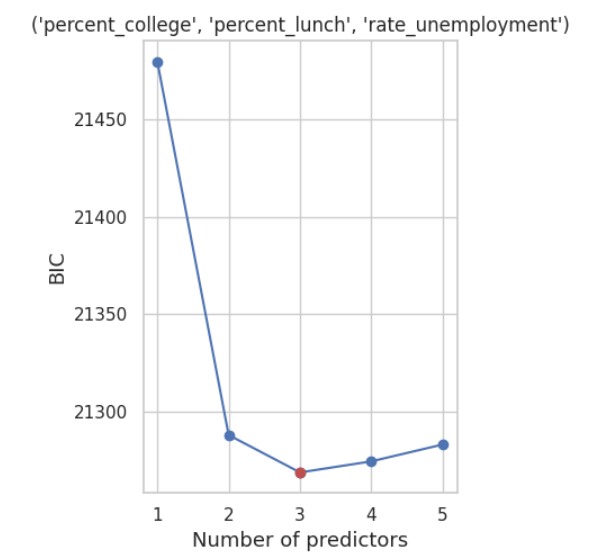 ('percent_college', 'percent_lunch', 'rate_unemployment')
21450
21400
21350
21300
BIC
1 2 3 4 5
Number of predictors